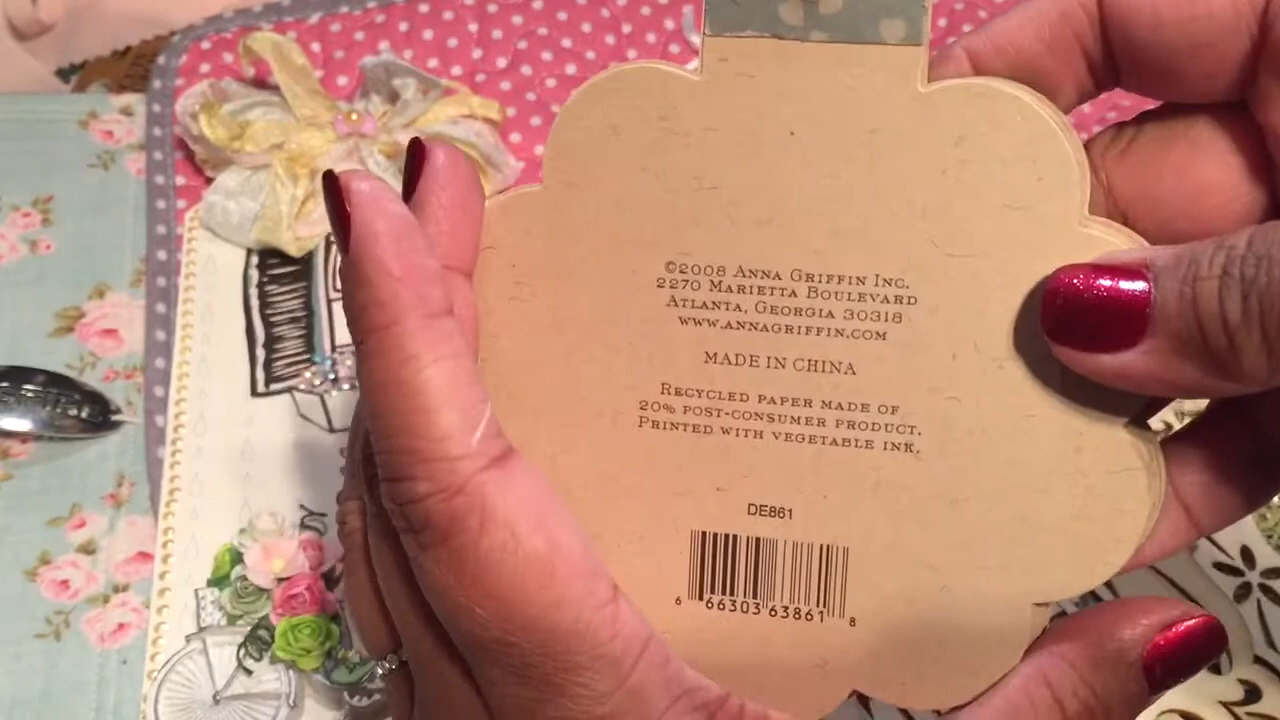 ©2008 Anna Griffin Inc.
2270 Marietta Boulevard
Atlanta, Georgia 30318
www.annagriffin.com
MADE IN CHINA
Recycled paper made of
20% post-consumer product.
Printed with vegetable ink.
DE861
6 66303 63861 8